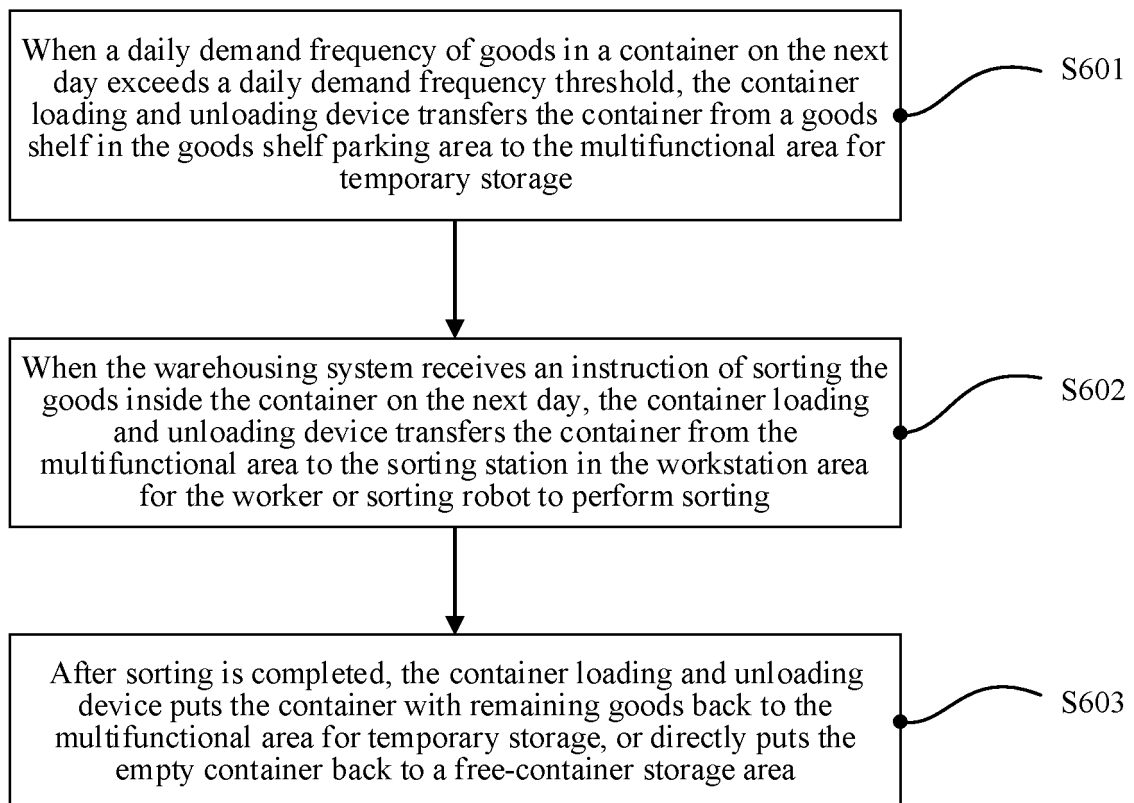 When a daily demand frequency of goods in a container on the next
day exceeds a daily demand frequency threshold, the container
loading and unloading device transfers the container from a goods
shelf in the goods shelf parking area to the multifunctional area for
temporary storage
S601
When the warehousing system receives an instruction of sorting the
goods inside the container on the next day, the container loading
and unloading device transfers the container from the
multifunctional area to the sorting station in the workstation area
for the worker or sorting robot to perform sorting
S602
After sorting is completed, the container loading and unloading
device puts the container with remaining goods back to the
multifunctional area for temporary storage, or directly puts the
empty container back to a free-container storage area
S603